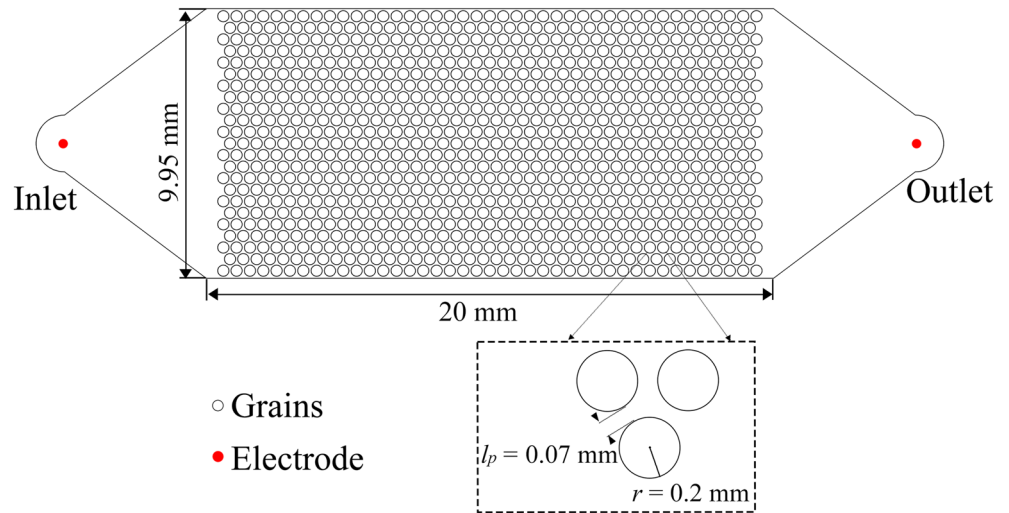 9.95 mm
Inlet
Outlet
20 mm
Grains
Electrode
lp = 0.07 mm
r = 0.2 mm